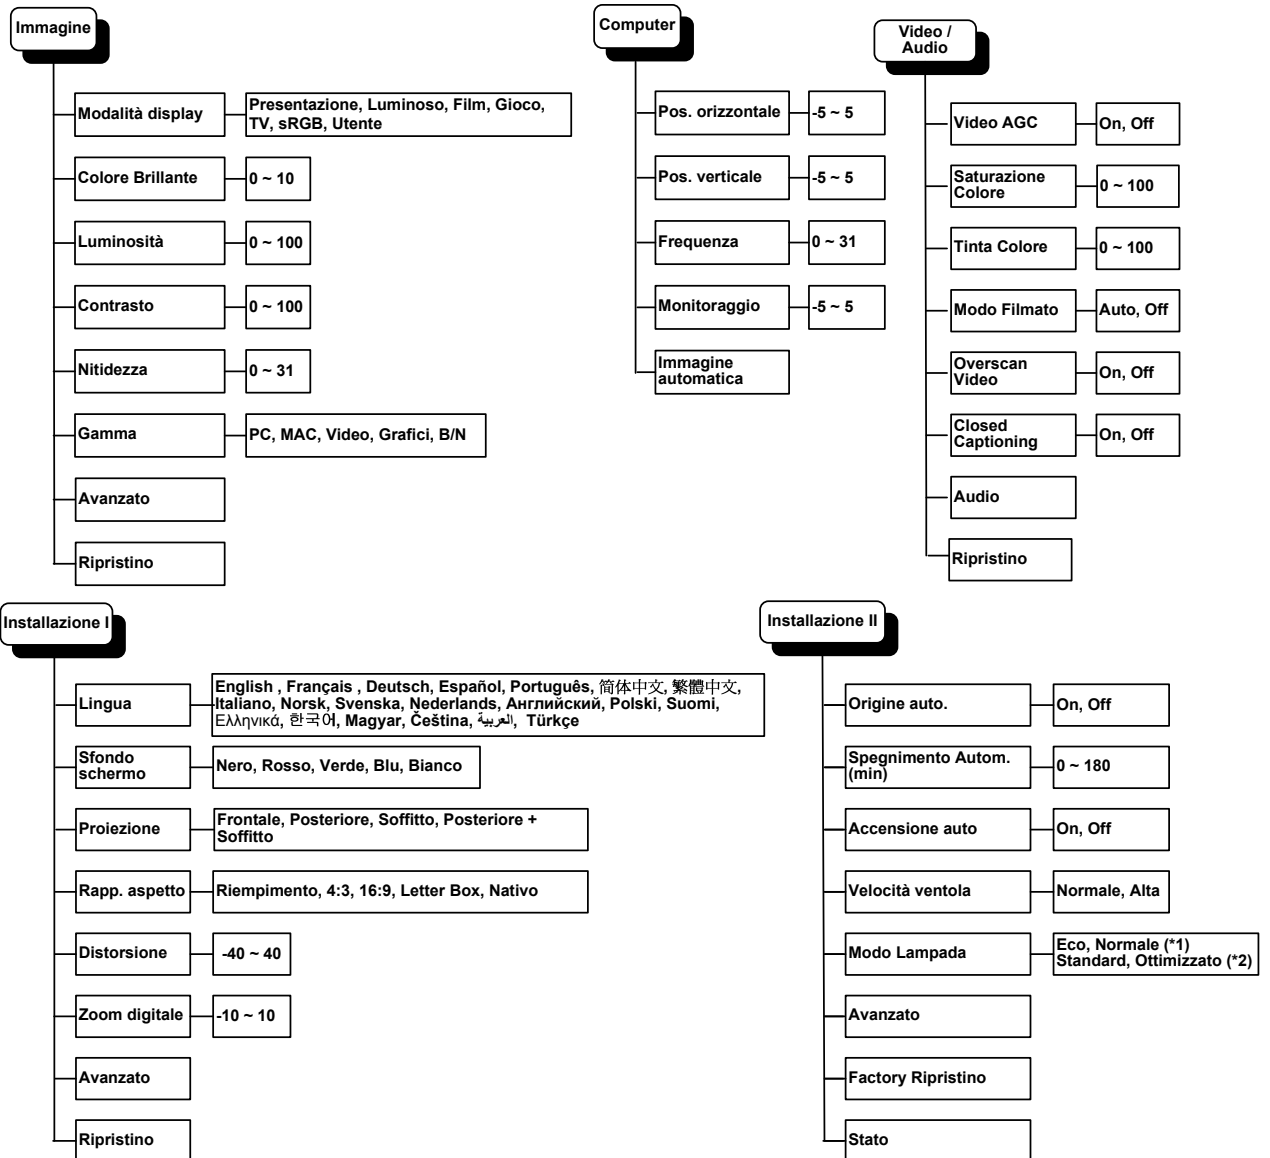 Immagine
Modalità display
Presentazione, Luminoso, Film, Gioco,
TV, sRGB, Utente
Colore Brillante
0 ~ 10
Luminosità
0 ~ 100
Contrasto
0 ~ 100
Nitidezza
0 ~ 31
Gamma
PC, MAC, Video, Grafici, B/N
Avanzato
Ripristino
Computer
Pos. orizzontale
-5 ~ 5
Pos. verticale
-5 ~ 5
Frequenza
0 ~ 31
Monitoraggio
-5 ~ 5
Immagine
automatica
Video /
Audio
Video AGC
On, Off
Saturazione
Colore
0 ~ 100
Tinta Colore
0 ~ 100
Modo Filmato
Auto, Off
Overscan
Video
On, Off
Closed
Captioning
On, Off
Audio
Ripristino
Installazione I
Lingua
English , Français , Deutsch, Español, Português, 简体中文, 繁體中文,
Italiano, Norsk, Svenska, Nederlands, Английский, Polski, Suomi,
Ελληνικά, 한국어, Magyar, Čeština, العربية, Türkçe
Sfondo
schermo
Nero, Rosso, Verde, Blu, Bianco
Proiezione
Frontale, Posteriore, Soffitto, Posteriore +
Soffitto
Rapp. aspetto
Riempimento, 4:3, 16:9, Letter Box, Nativo
Distorsione
-40 ~ 40
Zoom digitale
-10 ~ 10
Avanzato
Ripristino
Installazione II
Origine auto.
On, Off
Spegnimento Autom.
(min)
0 ~ 180
Accensione auto
On, Off
Velocità ventola
Normale, Alta
Modo Lampada
Eco, Normale (*1)
Standard, Ottimizzato (*2)
Avanzato
Factory Ripristino
Stato